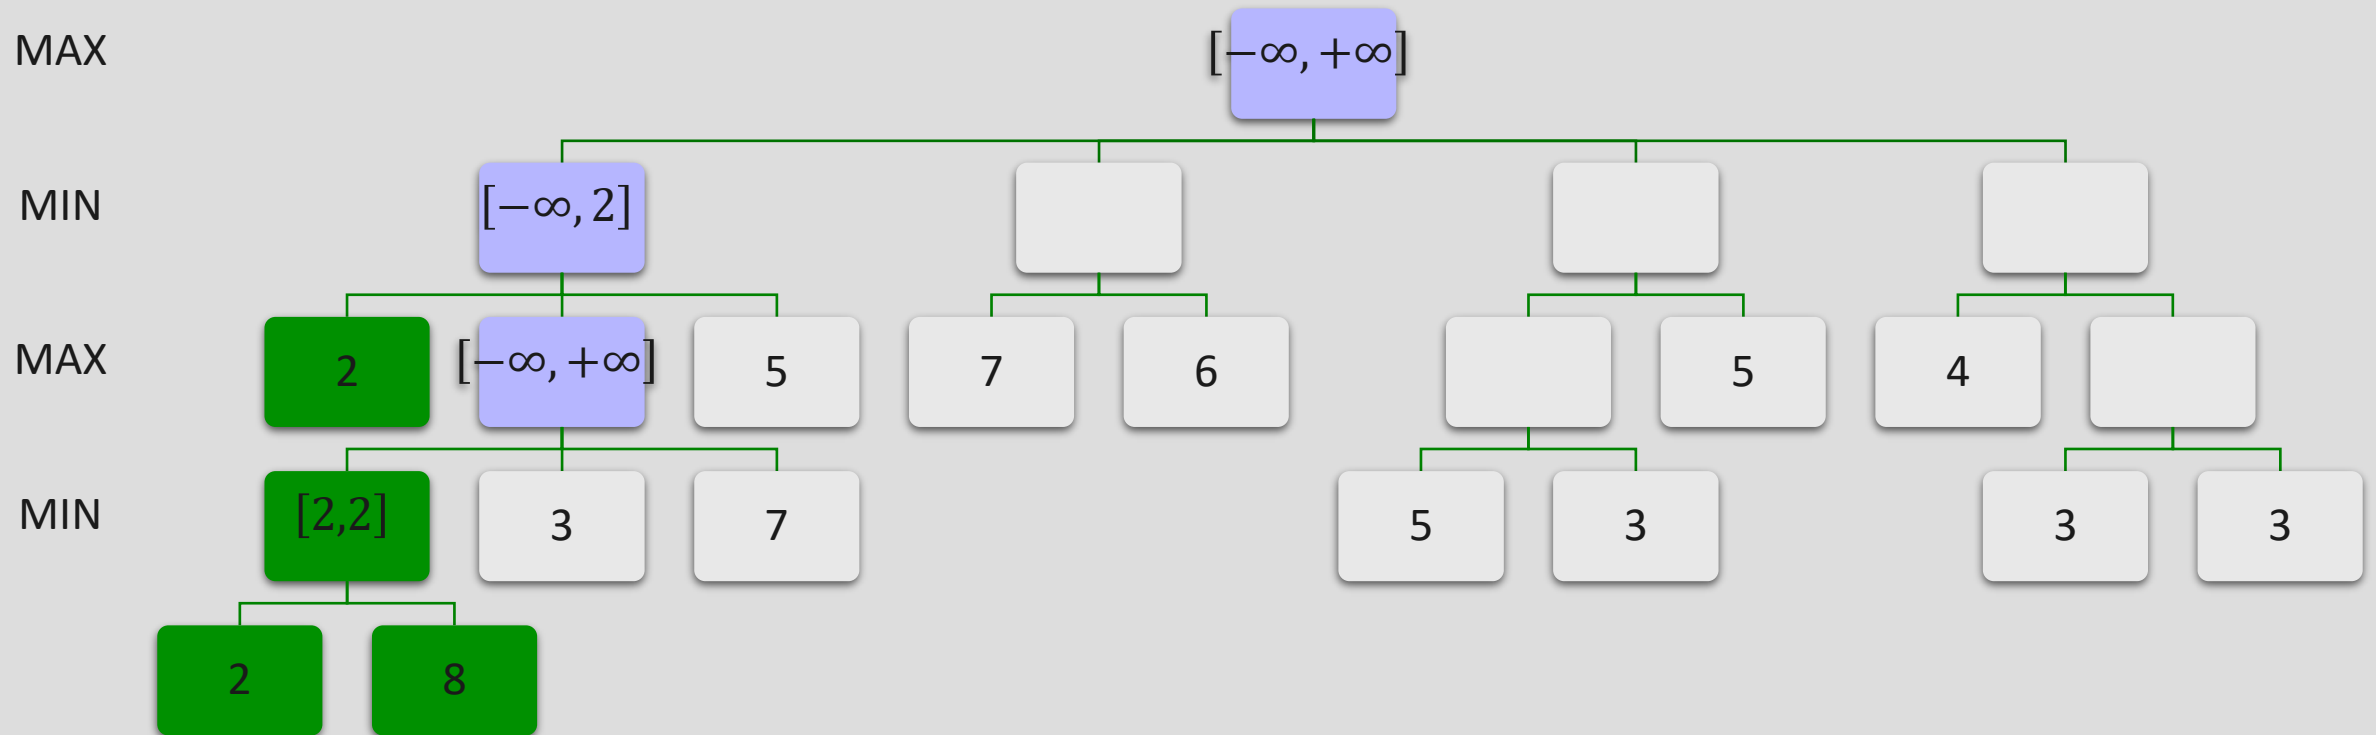 MAX [−∞, +∞]
MIN [−∞, 2]
MAX 2 [−∞, +∞] 5 7 6 5 4
MIN [2,2] 3 7 5 3 3 3
2 8